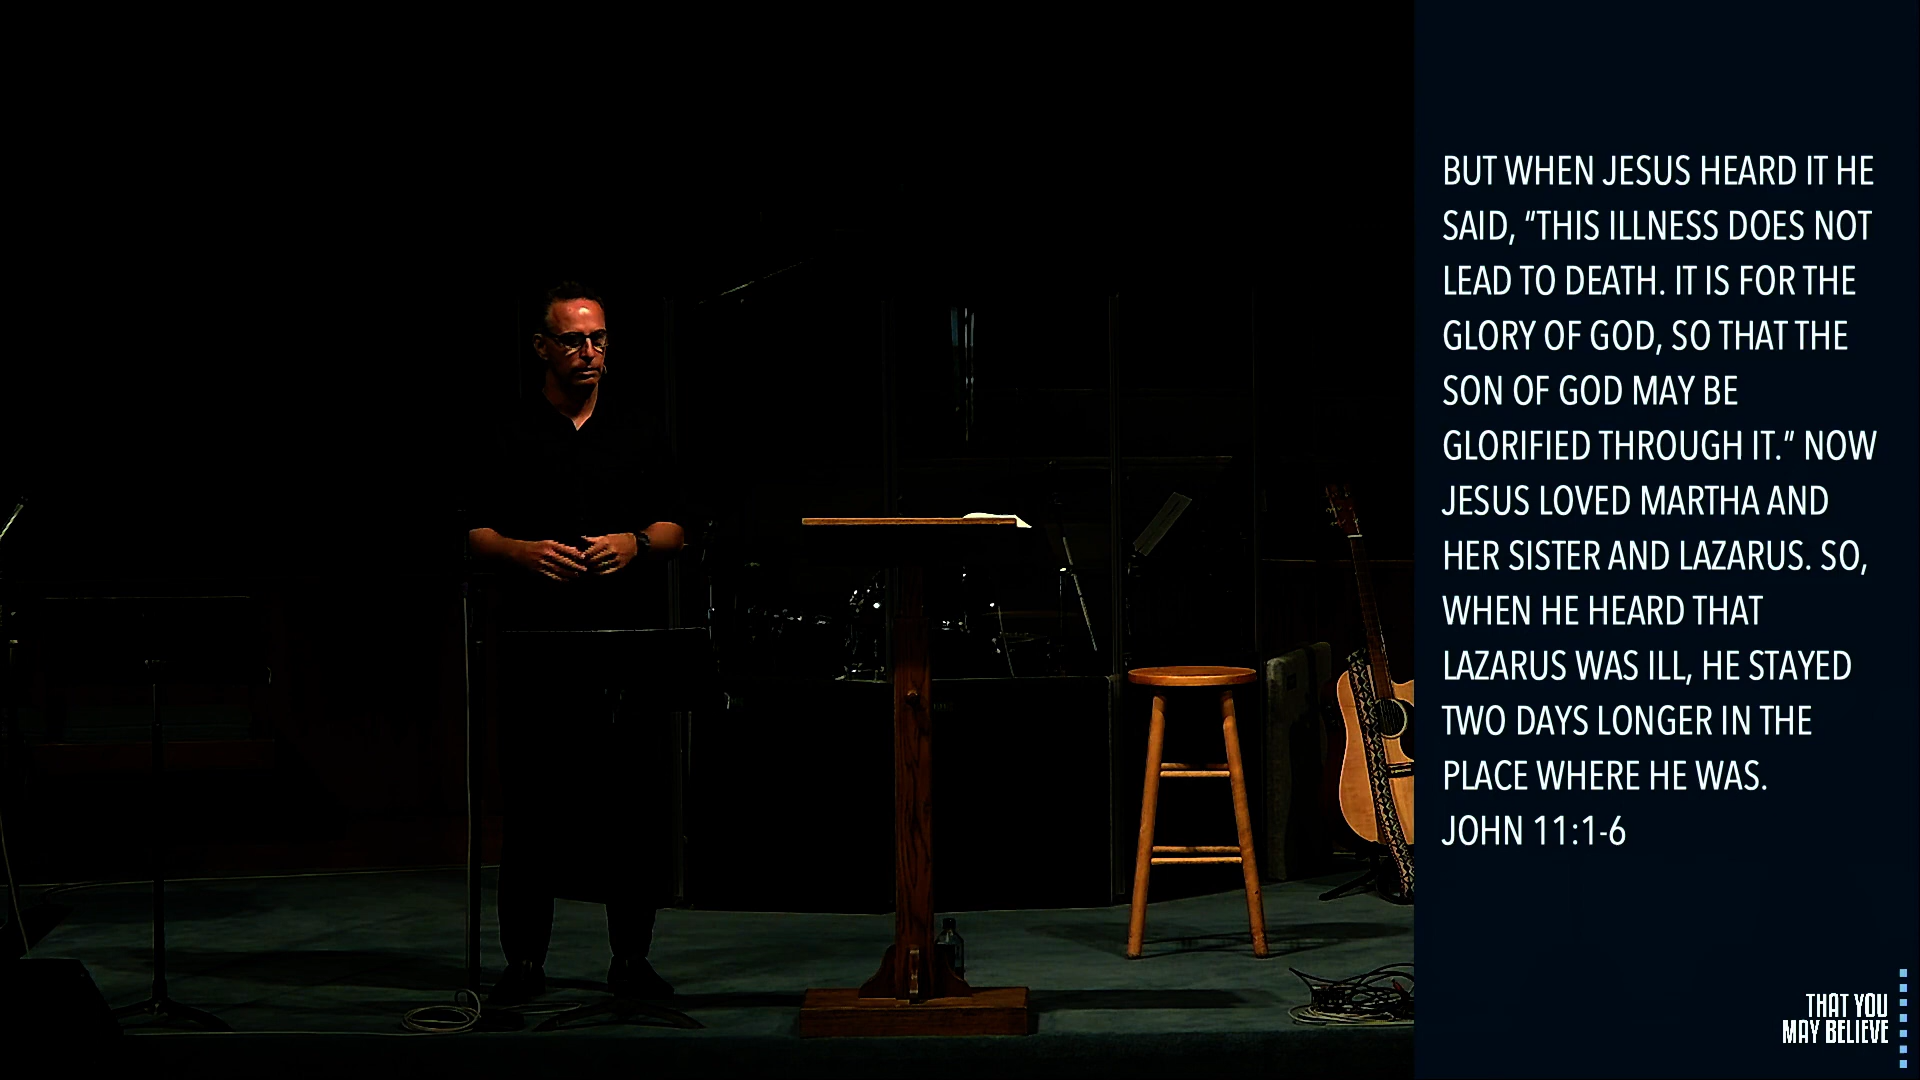 BUT WHEN JESUS HEARD IT HE
SAID, “THIS ILLNESS DOES NOT
LEAD TO DEATH. IT IS FOR THE
GLORY OF GOD, SO THAT THE
SON OF GOD MAY BE
GLORIFIED THROUGH IT.“ NOW
JESUS LOVED MARTHA AND
HER SISTER AND LAZARUS. SO,
WHEN HE HEARD THAT
LAZARUS WAS ILL, HE STAYED
TWO DAYS LONGER IN THE
PLACE WHERE HE WAS.
JOHN 11:1-6
THAT YOU
MAY BELIEVE